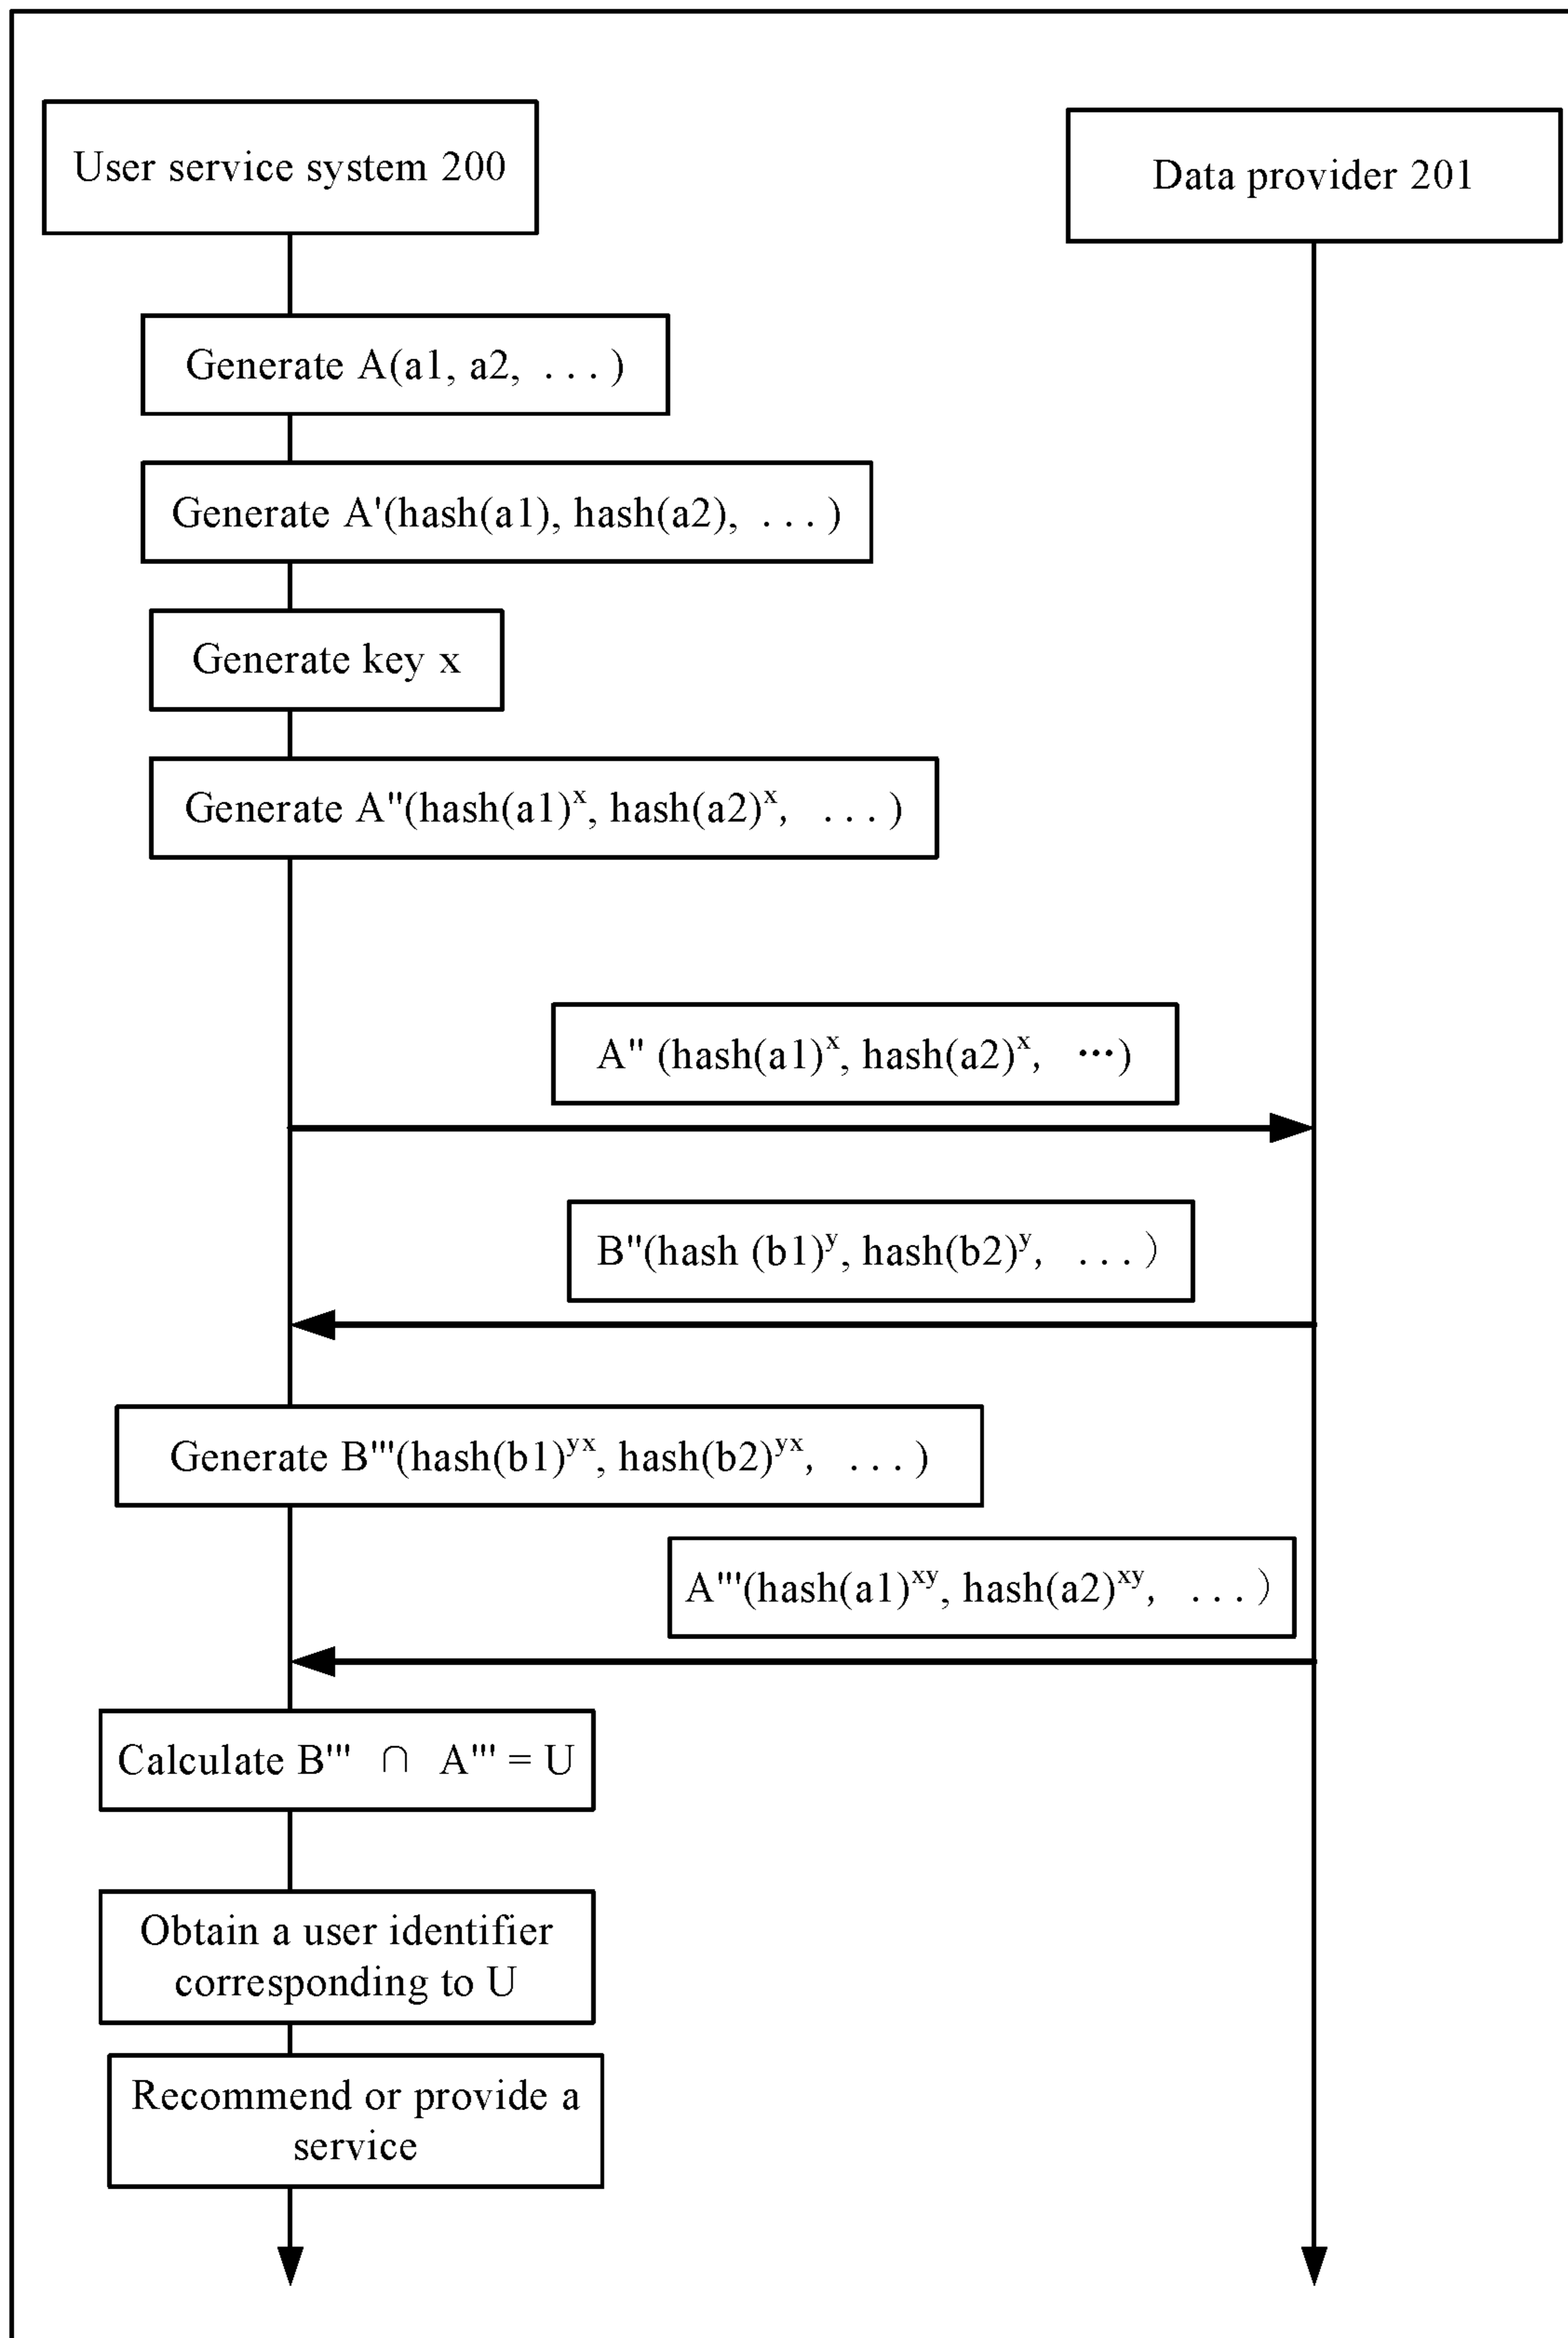 User service system 200
Data provider 201
Generate A(a1, a2, ...)
Generate A'(hash(a1), hash(a2), ...)
Generate key x
Generate A''(hash(a1)^x, hash(a2)^x, ...)
A'' (hash(a1)^x, hash(a2)^x, ···)
B''(hash (b1)^y, hash(b2)^y, ...)
Generate B'''(hash(b1)^yx, hash(b2)^yx, ...)
A'''(hash(a1)^xy, hash(a2)^xy, ...)
Calculate B''' ∩ A''' = U
Obtain a user identifier
corresponding to U
Recommend or provide a
service